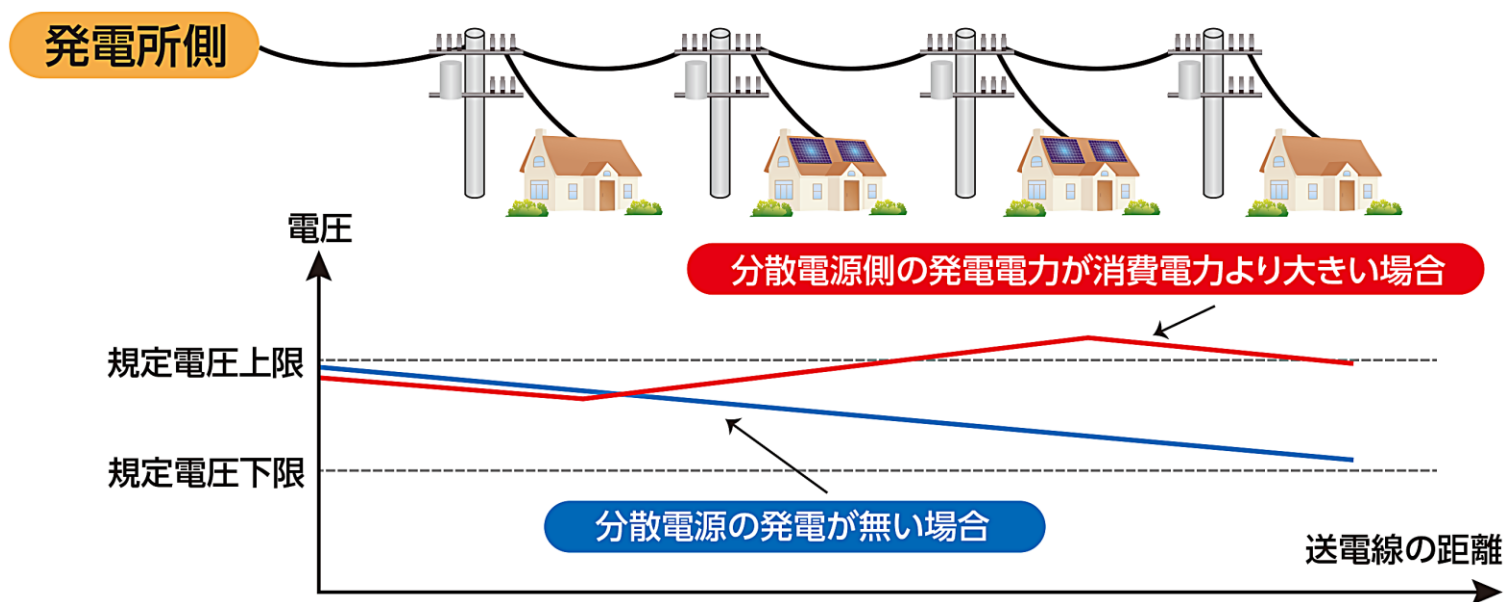 発電所側
電圧
分散電源側の発電電力が消費電力より大きい場合
規定電圧上限
規定電圧下限
分散電源の発電が無い場合
送電線の距離